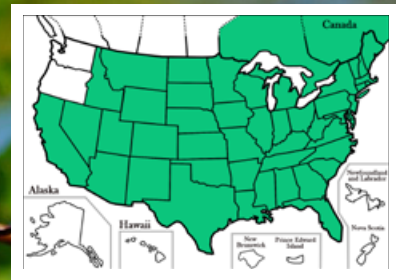 Canada
Newfoundland
and Labrador
Alaska
Hawaii
New
Brunswick
Prince Edward
Island
Nova Scotia